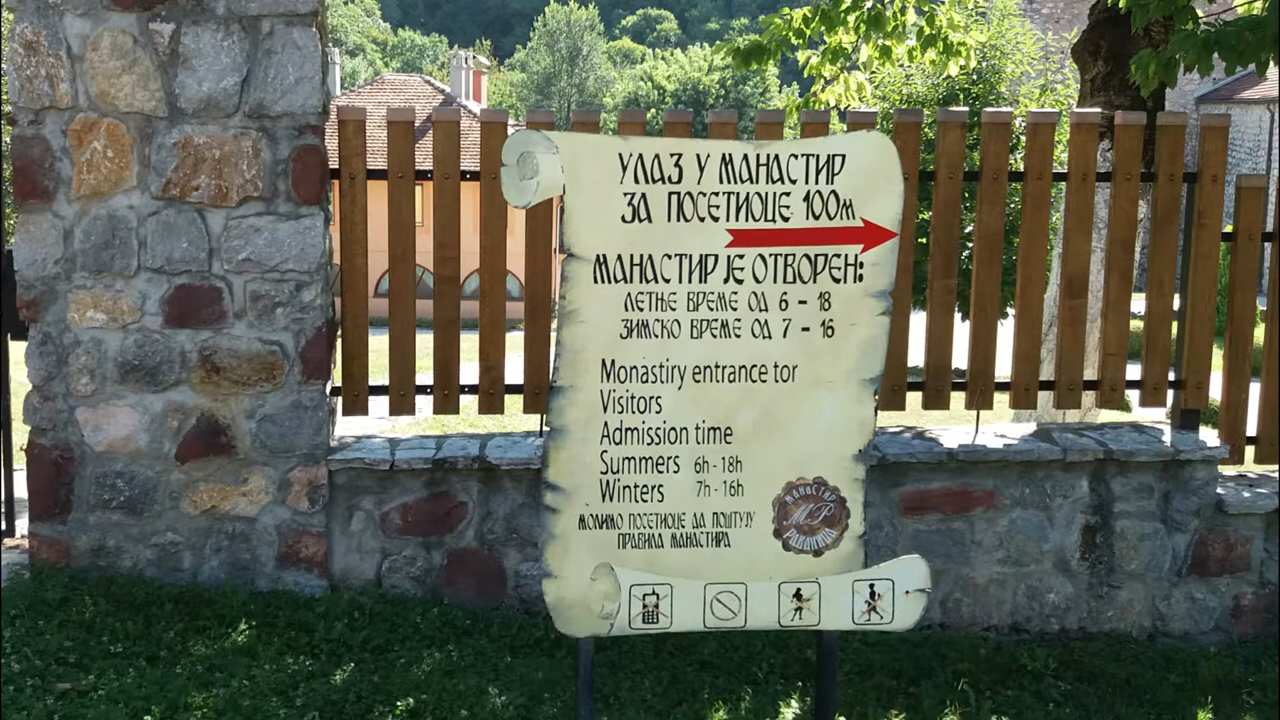 УЛАЗ У МАНАСТИР
ЗА ПОСЕТИОЦЕ 100м
МАНАСТИР ЈЕ ОТВОРЕН:
ЛЕТЊЕ ВРЕМЕ ОД 6 - 18
ЗИМСКО ВРЕМЕ ОД 7 - 16
Monastiry entrance tor
Visitors
Admission time
Summers 6h - 18h
Winters 7h - 16h
МОЛИМО ПОСЕТИОЦЕ ДА ПОШТУЈУ
ПРАВИЛА МАНАСТИРА
МАНАСТИР
МР
РАВАНИЦА